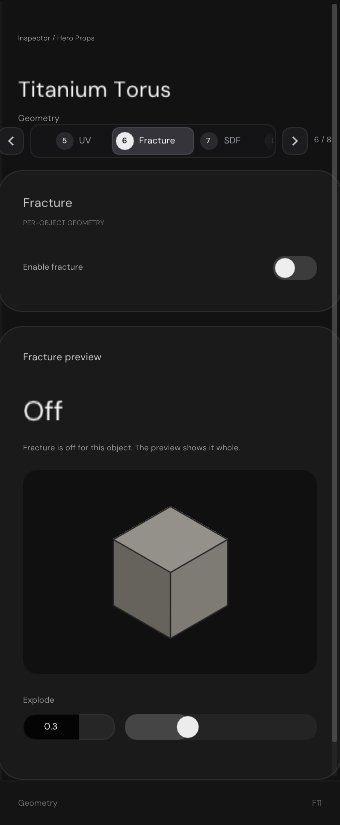 Inspector / Hero Props
Titanium Torus
Geometry
5 UV 6 Fracture 7 SDF
6 / 8
Fracture
PER-OBJECT GEOMETRY
Enable fracture
Fracture preview
Off
Fracture is off for this object. The preview shows it whole.
Explode
0.3
Geometry F11